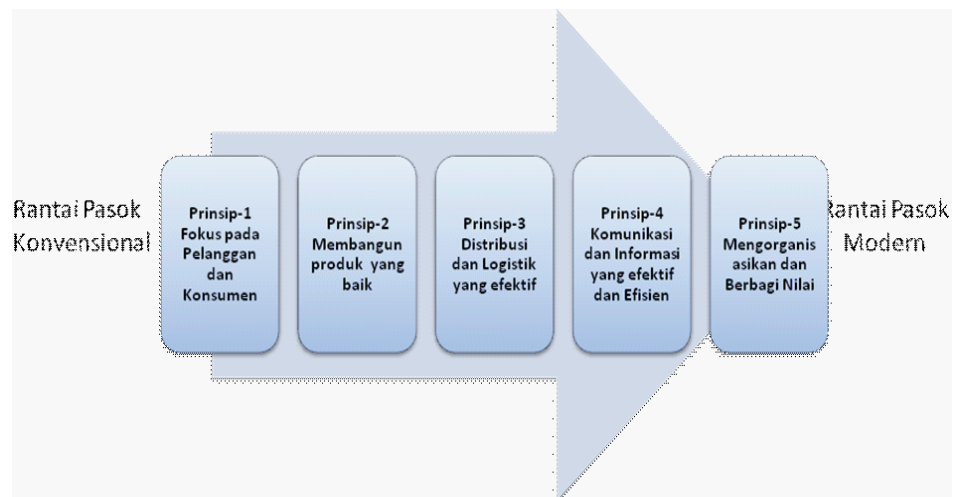 Rantai Pasok
Konvensional
Prinsip-1
Fokus pada
Pelanggan
dan
Konsumen
Prinsip-2
Membangun
produk yang
baik
Prinsip-3
Distribusi
dan Logistik
yang efektif
Prinsip-4
Komunikasi
dan Informasi
yang efektif
dan Efisien
Prinsip-5
Mengorganis
asikan dan
Berbagi Nilai
Rantai Pasok
Modern